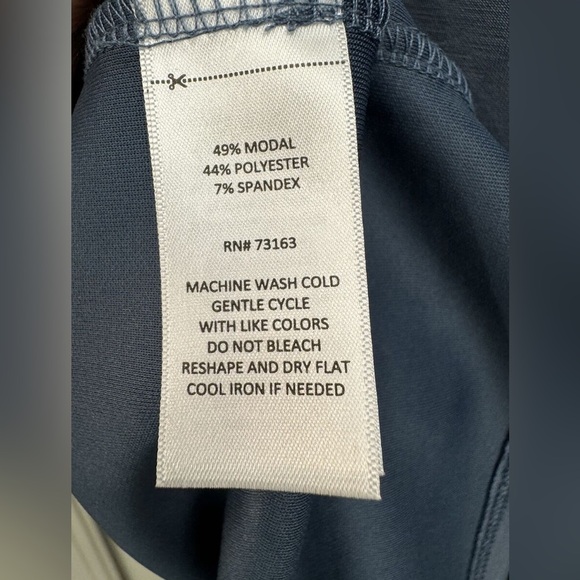 49% MODAL
44% POLYESTER
7% SPANDEX
RN# 73163
MACHINE WASH COLD
GENTLE CYCLE
WITH LIKE COLORS
DO NOT BLEACH
RESHAPE AND DRY FLAT
COOL IRON IF NEEDED